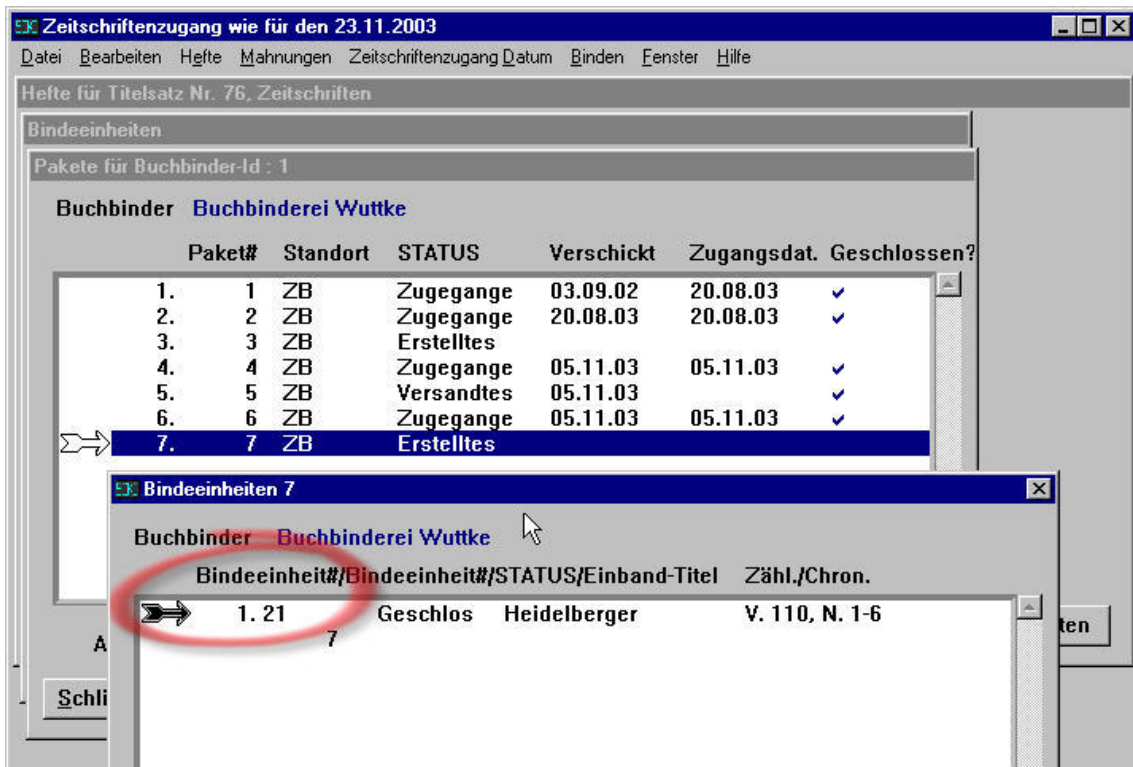 Zeitschriftenzugang wie für den 23.11.2003
Datei Bearbeiten Hefte Mahnungen Zeitschriftenzugang Datum Binden Fenster Hilfe
Hefte für Titelsatz Nr. 76, Zeitschriften
Bindeeinheiten
Pakete für Buchbinder-Id : 1
Buchbinder Buchbinderei Wuttke
Paket# Standort STATUS Verschickt Zugangsdat. Geschlossen?
1. 1 ZB Zugegange 03.09.02 20.08.03 ✓
2. 2 ZB Zugegange 20.08.03 20.08.03 ✓
3. 3 ZB Erstelltes
4. 4 ZB Zugegange 05.11.03 05.11.03 ✓
5. 5 ZB Versandtes 05.11.03 ✓
6. 6 ZB Zugegange 05.11.03 05.11.03 ✓
7. 7 ZB Erstelltes
Bindeeinheiten 7
Buchbinder Buchbinderei Wuttke
Bindeeinheit#/Bindeeinheit#/STATUS/Einband-Titel Zähl./Chron.
1. 21 Geschlos Heidelberger V. 110, N. 1-6
7
A
ten
Schli